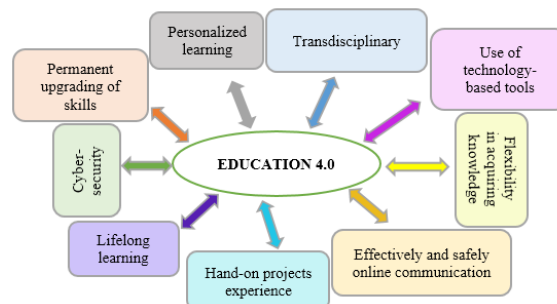 Personalized
learning
Transdisciplinary
Use of
technology-
based tools
Permanent
upgrading of
skills
EDUCATION 4.0
Cyber-
security
Flexibility
in acquiring
knowledge
Lifelong
learning
Hand-on projects
experience
Effectively and safely
online communication